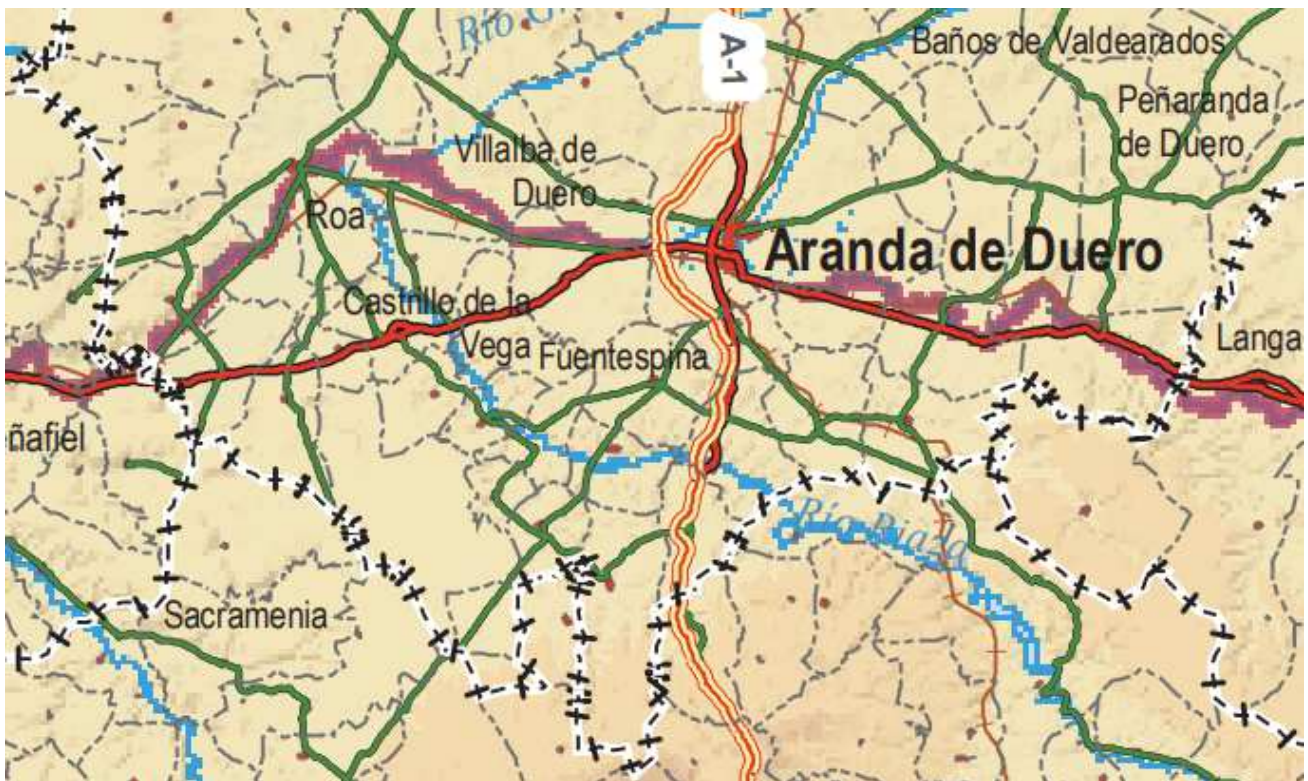 Río G
A-1
Baños de Valdearados
Peñaranda
de Duero
Villalba de
Duero
Roa
Aranda de Duero
Castrillo de la
Vega
Fuentespina
Langa
ñafiel
Río Riaza
Sacramenia